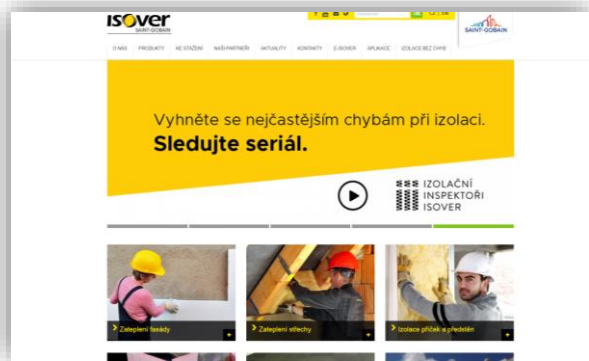 isover
SAINT-GOBAIN
SAINT-GOBAIN
O NÁS PRODUKTY KE STAŽENÍ NAŠI PARTNEŘI AKTUALITY KONTAKTY E-ISOVER APLIKACE IZOLACE BEZ CHYB
Vyhněte se nejčastějším chybám při izolaci.
Sledujte seriál.
IZOLAČNÍ
INSPEKTOŘI
ISOVER
Zateplení fasády
Zateplení střechy
Izolace příček a předstěn